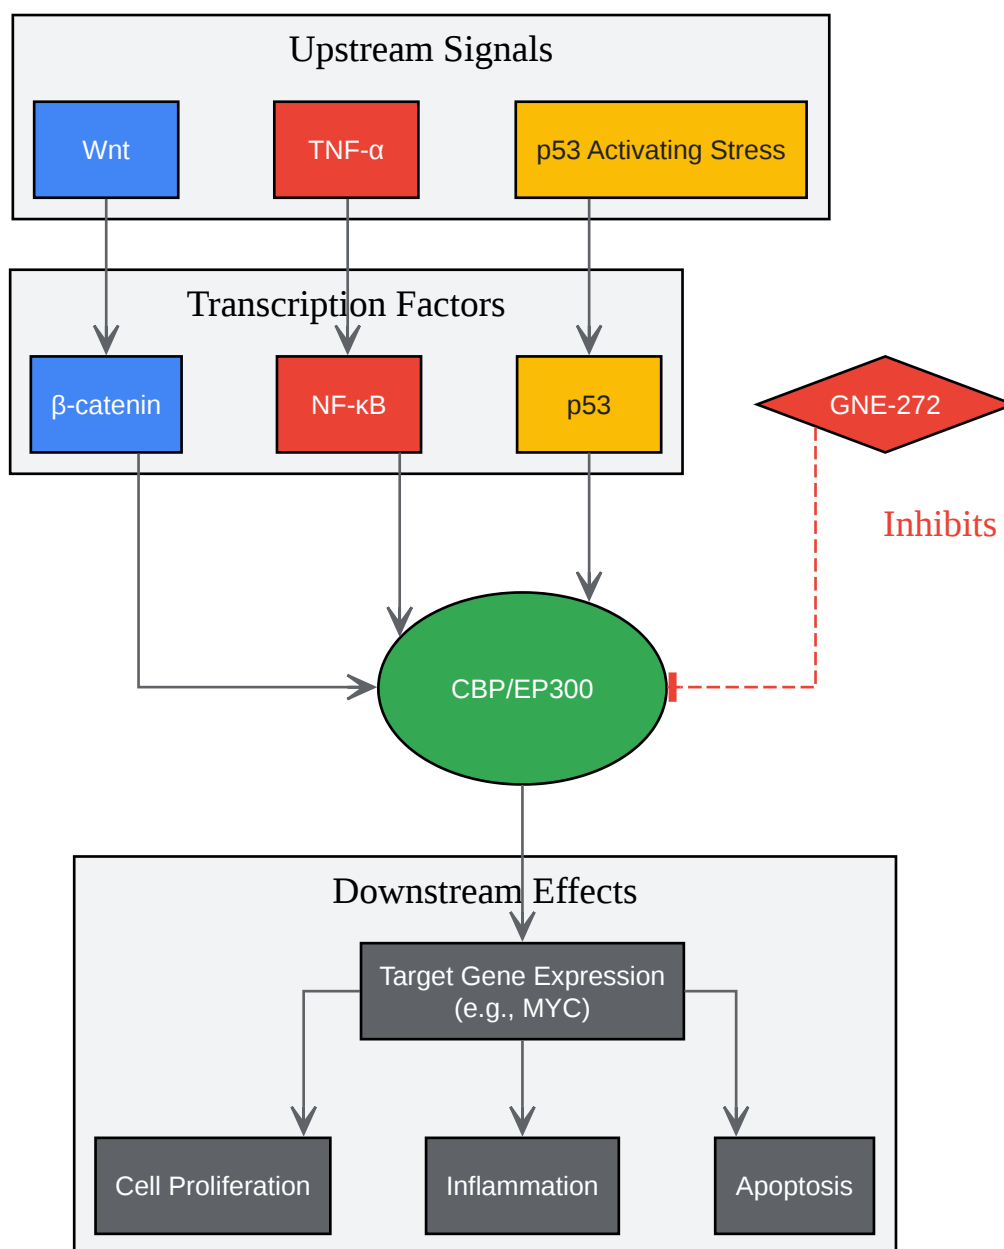 Upstream Signals
Wnt
TNF-α
p53 Activating Stress
Transcription Factors
β-catenin
NF-κB
p53
GNE-272
Inhibits
CBP/EP300
Downstream Effects
Target Gene Expression
(e.g., MYC)
Cell Proliferation
Inflammation
Apoptosis